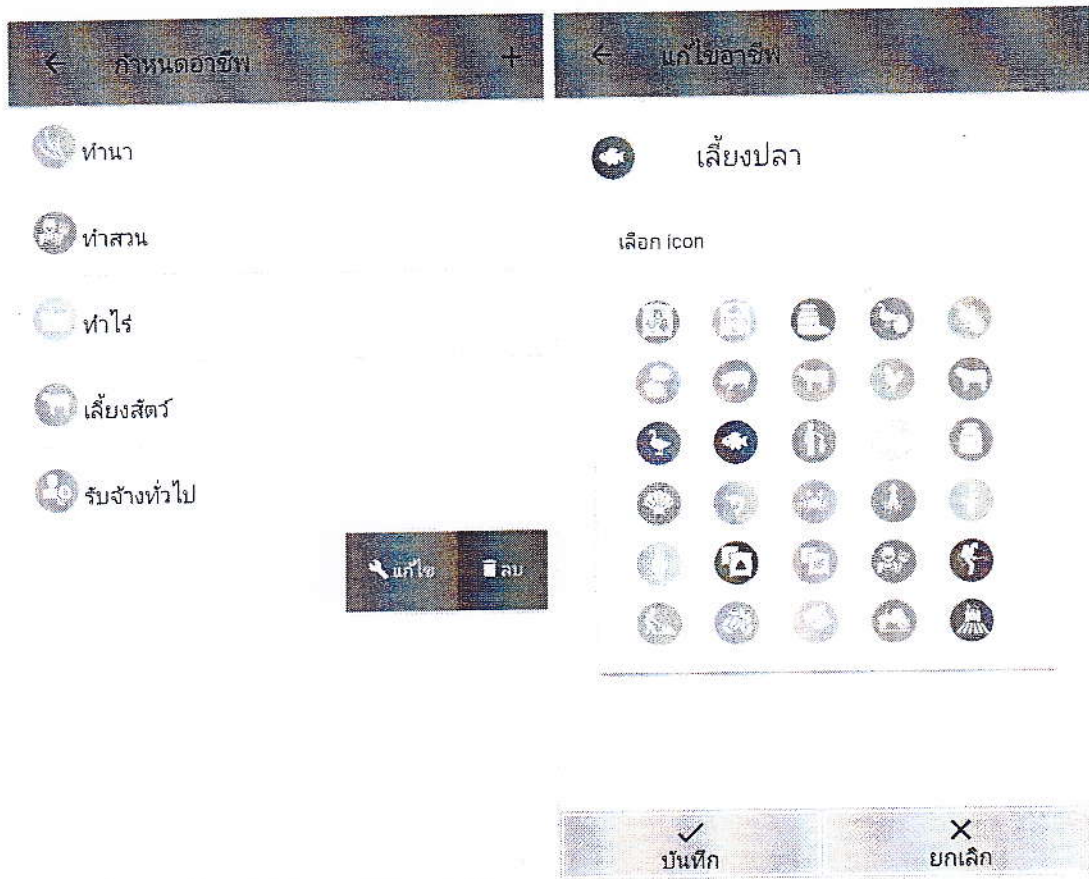 กำหนดอาชีพ
ทำนา
ทำสวน
ทำไร่
เลี้ยงสัตว์
รับจ้างทั่วไป
แก้ไข
ลบ
แก้ไขอาชีพ
เลี้ยงปลา
เลือก icon
บันทึก
ยกเลิก